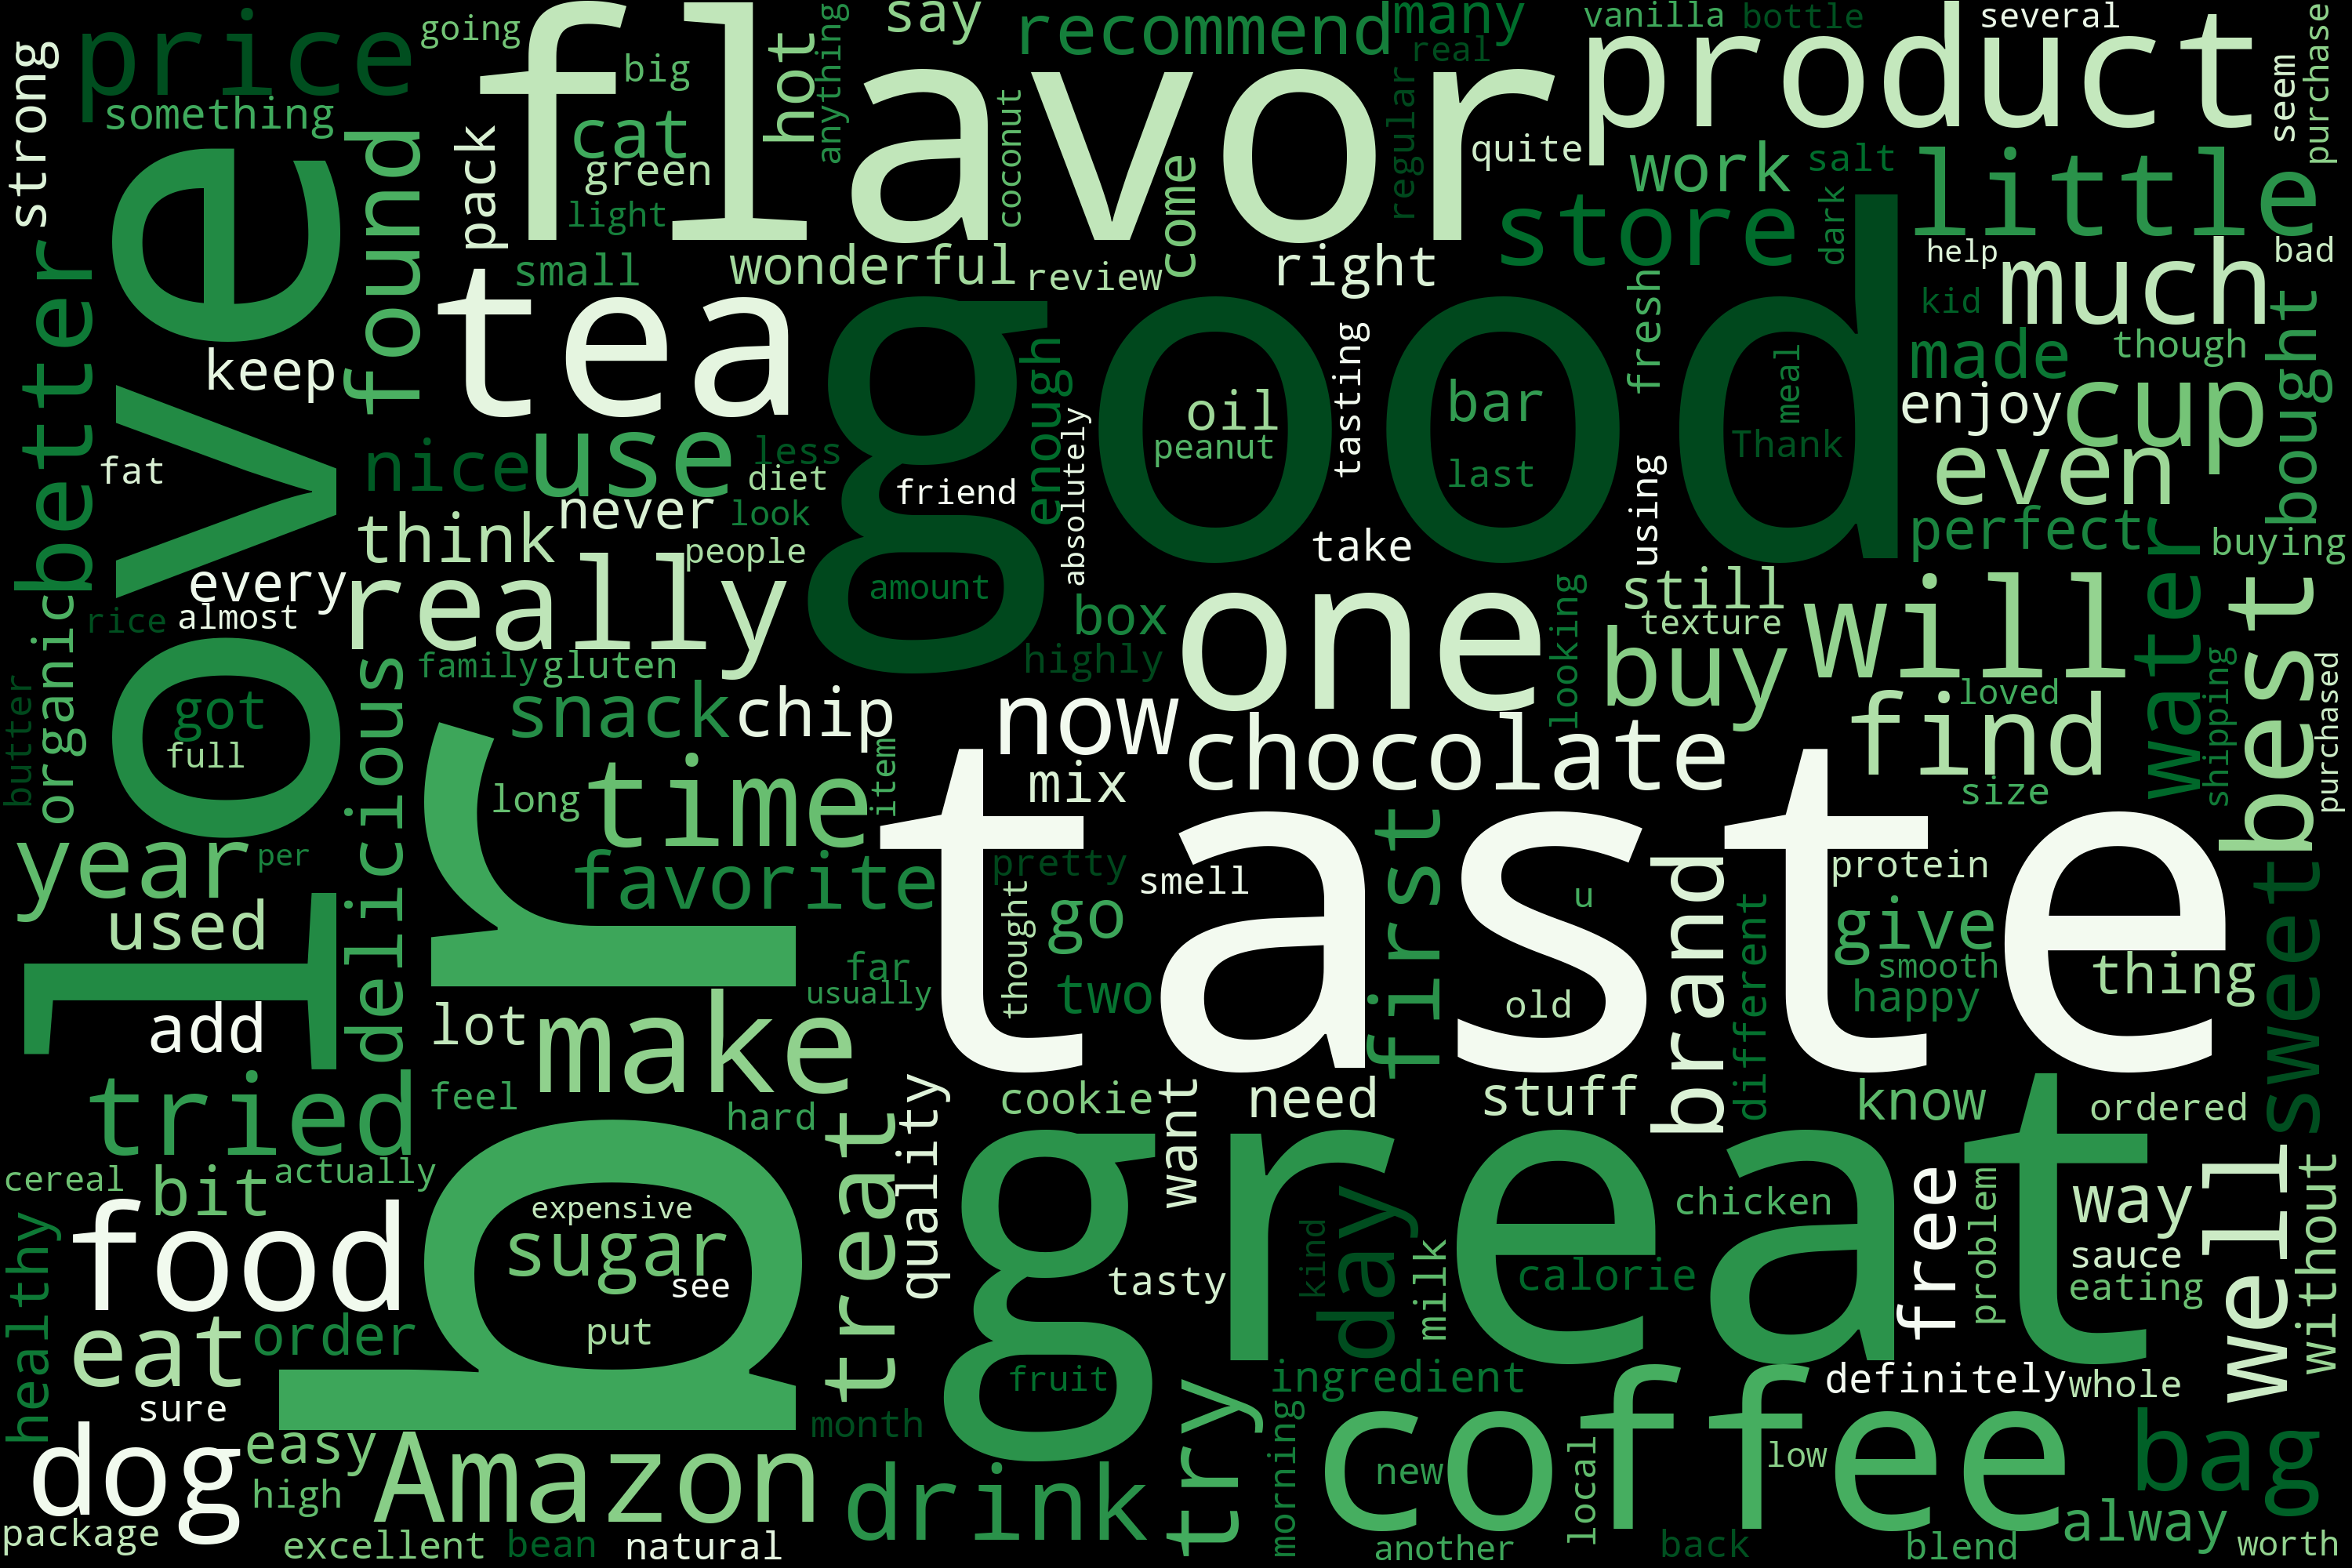 going
say
recommend
many
vanilla
bottle
several
purchase
price
flavor
product
strong
something
big
hot
anything
real
seem
cat
pack
green
light
coconut
come
regular
quite
work
salt
little
found
love
small
wonderful
review
right
store
dark
help
bad
better
keep
tea
good
fresh
kid
much
bought
tasting
meal
made
though
fat
nice
use
less
diet
enough
oil
peanut
bar
last
Thank
enjoy
cup
even
never
look
friend
absolutely
using
think
people
take
perfect
buying
every
almost
rice
organic
really
amount
box
highly
one
looking
still
texture
will
water
best
family
gluten
buy
loved
find
shipping
purchased
butter
got
full
delicious
snack
chip
now
chocolate
mix
size
item
long
time
taste
year
per
favorite
pretty
smell
first
brand
protein
used
br
thought
go
u
give
smooth
thing
sweet
far
usually
two
old
different
happy
add
lot
make
feel
hard
quality
cookie
want
need
stuff
know
ordered
tried
treat
great
cereal
bit
actually
healthy
food
expensive
sugar
see
put
tasty
kind
day
milk
chicken
calorie
free
problem
way
sauce
eating
well
without
eat
order
fruit
ingredient
definitely
whole
sure
month
try
coffee
dog
easy
high
Amazon
drink
morning
new
local
low
bag
package
excellent
bean
natural
another
back
blend
alway
worth